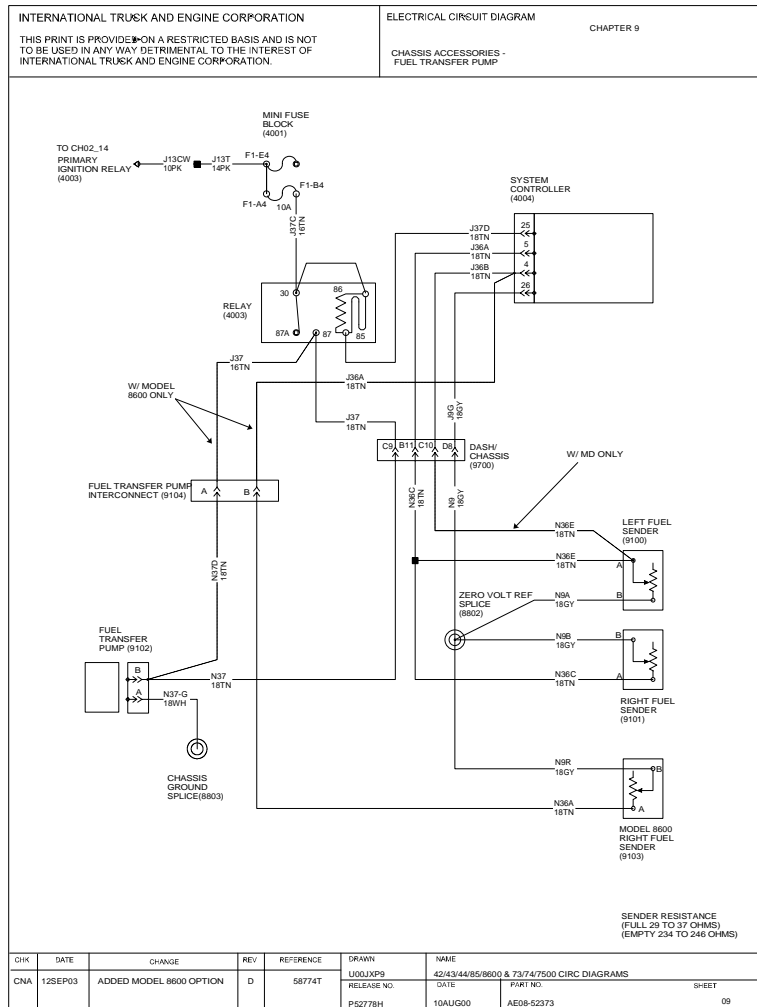 INTERNATIONAL TRUCK AND ENGINE CORPORATION
THIS PRINT IS PROVIDED ON A RESTRICTED BASIS AND IS NOT
TO BE USED IN ANY WAY DETRIMENTAL TO THE INTEREST OF
INTERNATIONAL TRUCK AND ENGINE CORPORATION.
ELECTRICAL CIRCUIT DIAGRAM
CHAPTER 9
CHASSIS ACCESSORIES -
FUEL TRANSFER PUMP
MINI FUSE
BLOCK
(4001)
TO CH02_14
PRIMARY
IGNITION RELAY
(4003)
J13CW
10PK
J13T
14PK
F1-E4
F1-B4
F1-A4
10A
J37C
16TN
SYSTEM
CONTROLLER
(4004)
J37D
18TN
25
J36A
18TN
5
J36B
18TN
4
26
RELAY
(4003)
30
86
87A
87
85
J37
16TN
J36A
18TN
W/ MODEL
8600 ONLY
J37
18TN
J9G
18GY
C9
B11
C10
D8
DASH/
CHASSIS
(9700)
W/ MD ONLY
FUEL TRANSFER PUMP
INTERCONNECT (9104)
A
B
N36C
18TN
N9
18GY
N36E
18TN
LEFT FUEL
SENDER
(9100)
N36E
18TN
A
N37D
18TN
ZERO VOLT REF
SPLICE
(8802)
N9A
18GY
B
FUEL
TRANSFER
PUMP (9102)
N9B
18GY
B
B
N37
18TN
N36C
18TN
A
A
N37-G
18WH
RIGHT FUEL
SENDER
(9101)
CHASSIS
GROUND
SPLICE(8803)
N9R
18GY
B
N36A
18TN
A
MODEL 8600
RIGHT FUEL
SENDER
(9103)
SENDER RESISTANCE
(FULL 29 TO 37 OHMS)
(EMPTY 234 TO 246 OHMS)
CHK
DATE
CHANGE
REV
REFERENCE
DRAWN
NAME
CNA
12SEP03
ADDED MODEL 8600 OPTION
D
58774T
U00JXP9
42/43/44/85/8600 & 73/74/7500 CIRC DIAGRAMS
RELEASE NO.
DATE
PART NO.
SHEET
P52778H
10AUG00
AE08-52373
09